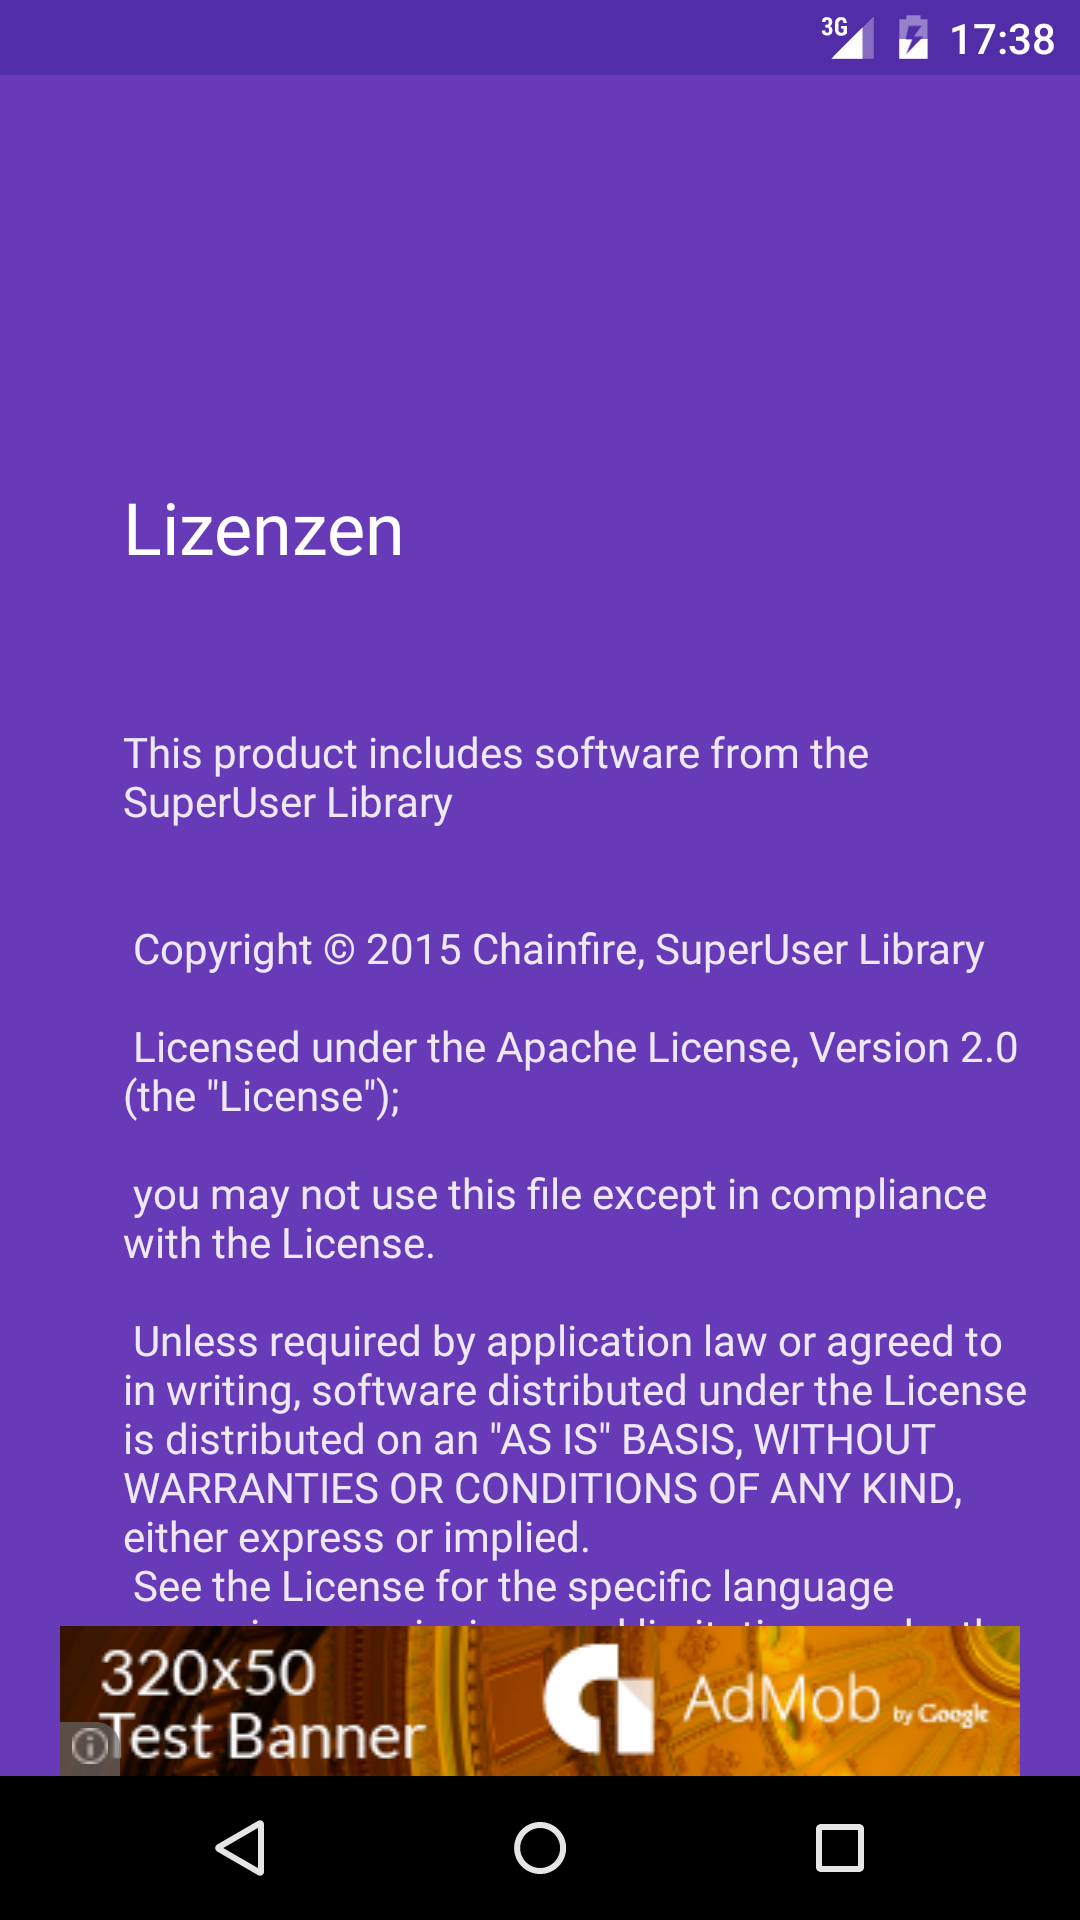 3G 17:38
Lizenzen
This product includes software from the
SuperUser Library
Copyright © 2015 Chainfire, SuperUser Library
Licensed under the Apache License, Version 2.0
(the "License");
you may not use this file except in compliance
with the License.
Unless required by application law or agreed to
in writing, software distributed under the License
is distributed on an "AS IS" BASIS, WITHOUT
WARRANTIES OR CONDITIONS OF ANY KIND,
either express or implied.
See the License for the specific language
320x50
Test Banner
AdMob by Google